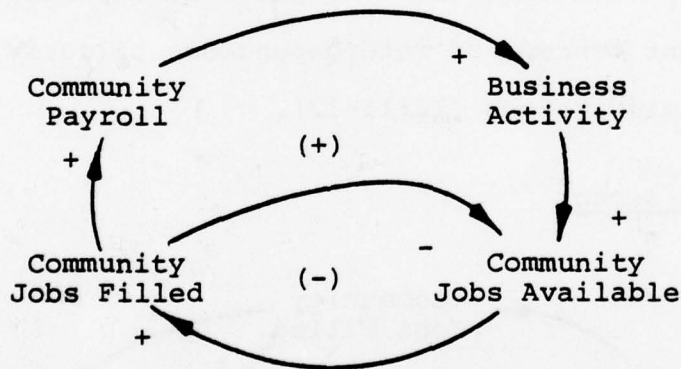 +
Community
Payroll
Business
Activity
(+)
+
+
Community
Jobs Filled
-
(-)
Community
Jobs Available
+